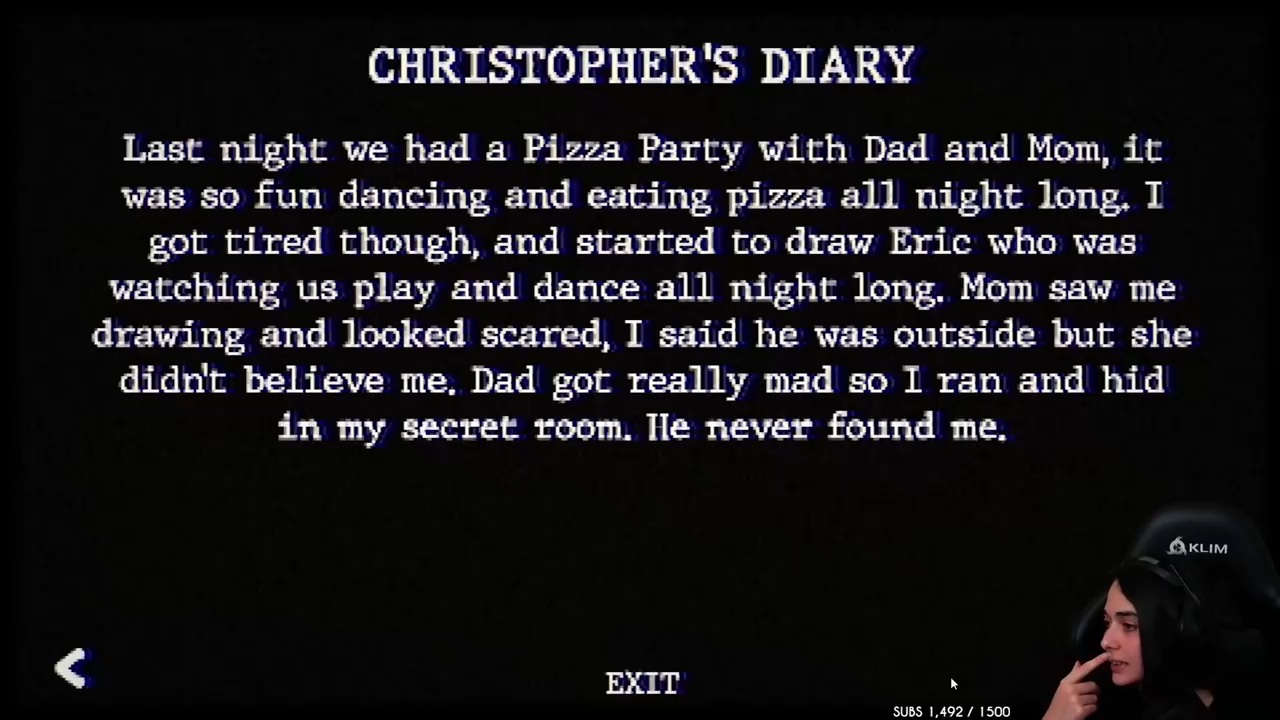 CHRISTOPHER'S DIARY
Last night we had a Pizza Party with Dad and Mom, it
was so fun dancing and eating pizza all night long. I
got tired though, and started to draw Eric who was
watching us play and dance all night long. Mom saw me
drawing and looked scared, I said he was outside but she
didn't believe me. Dad got really mad so I ran and hid
in my secret room. He never found me.
KLIM
<
EXIT
SUBS 1,492 / 1500